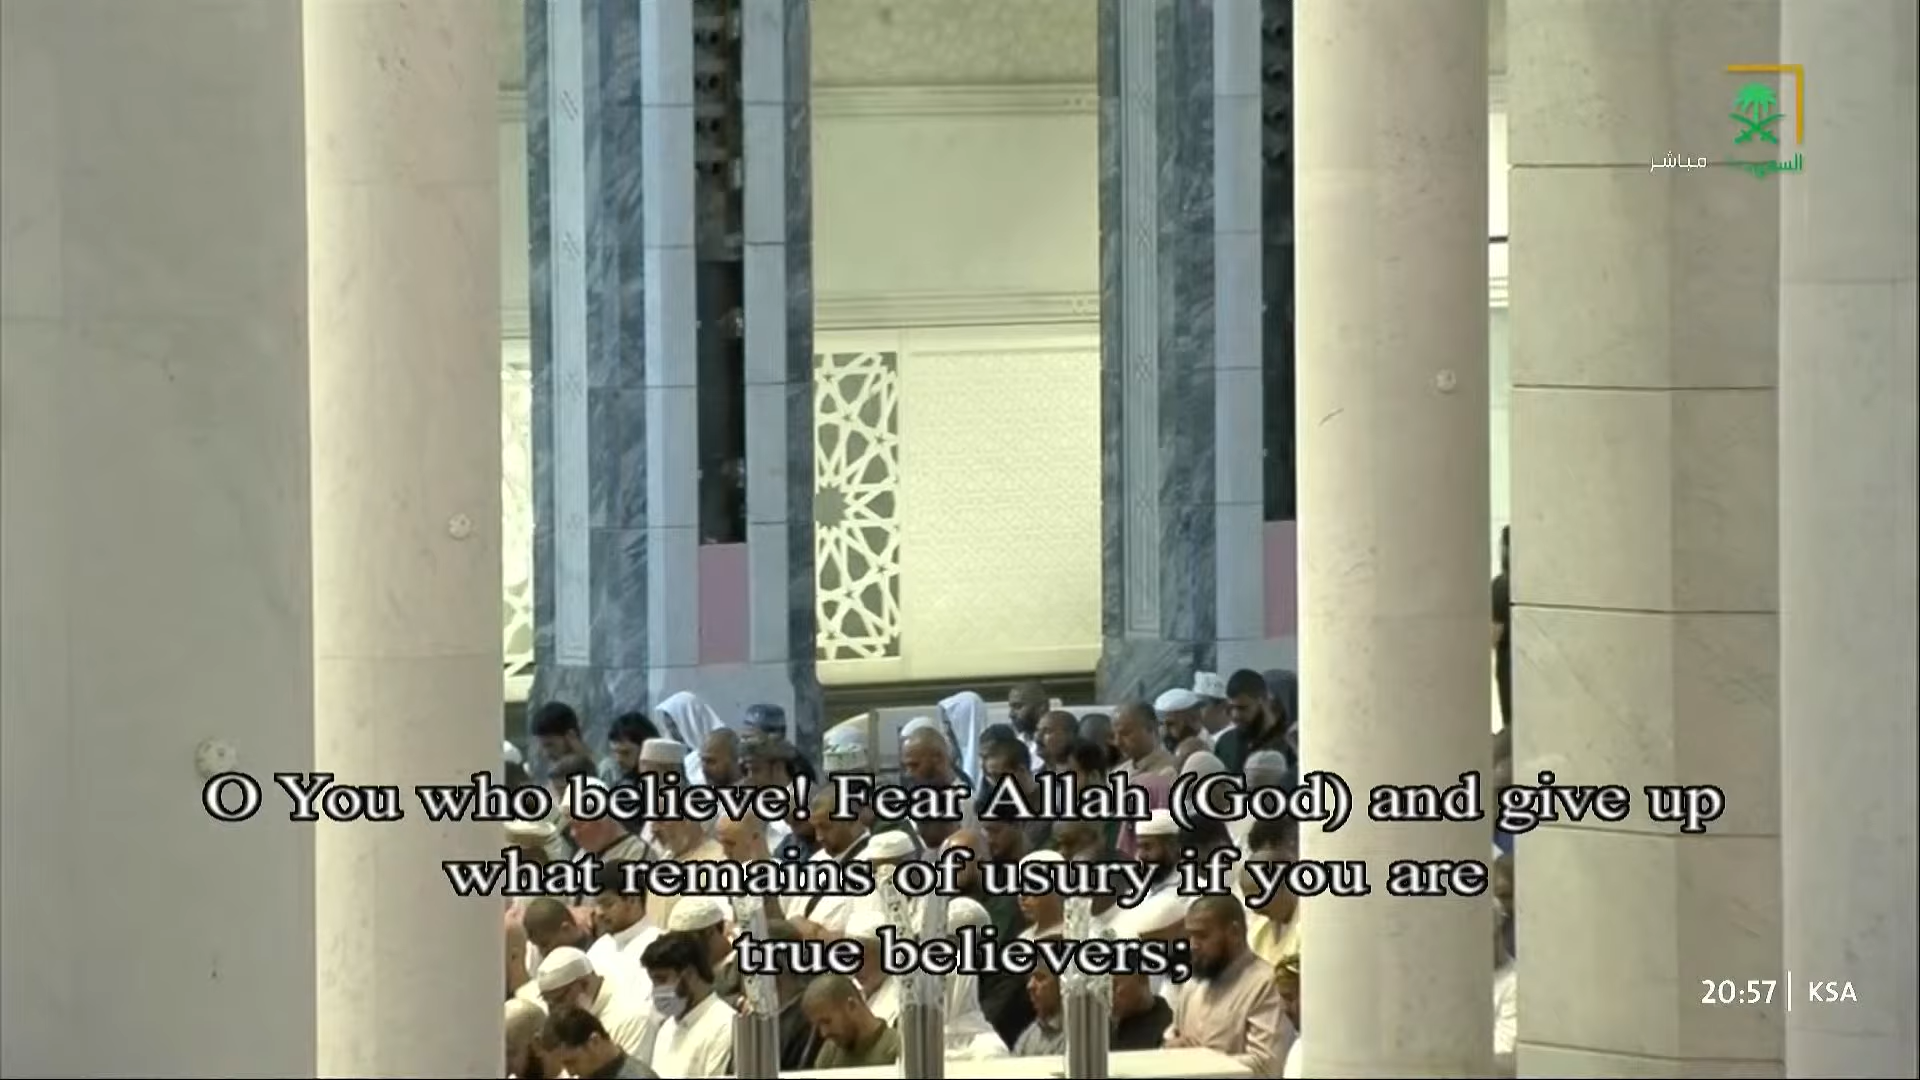 مباشر
السعودية
O You who believe! Fear Allah (God) and give up
what remains of usury if you are
true believers;
20:57 | KSA